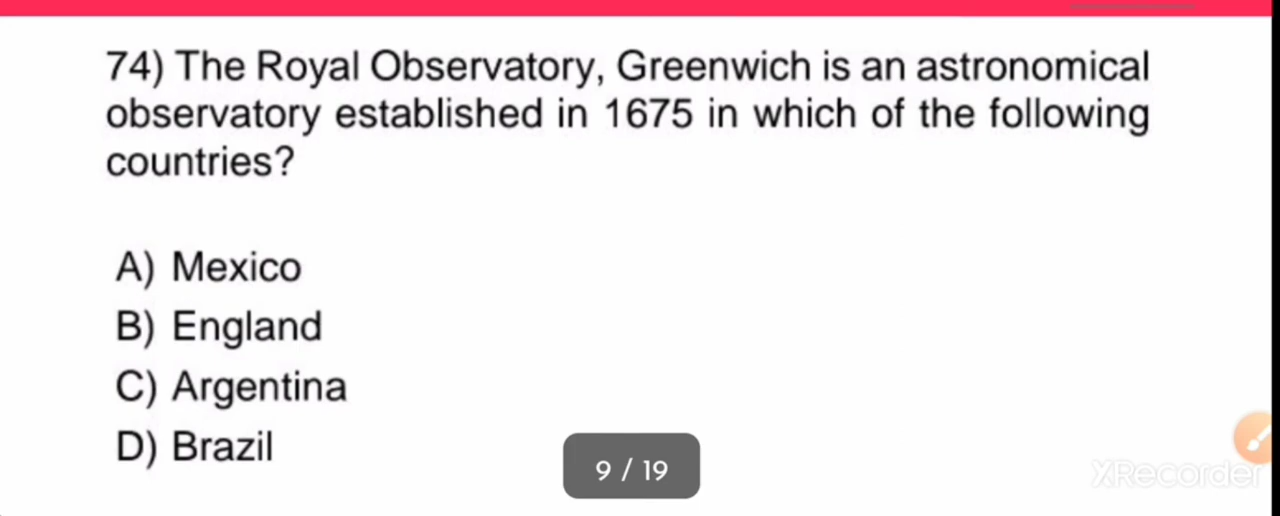 74) The Royal Observatory, Greenwich is an astronomical
observatory established in 1675 in which of the following
countries?
A) Mexico
B) England
C) Argentina
D) Brazil
9 / 19
XRecorder